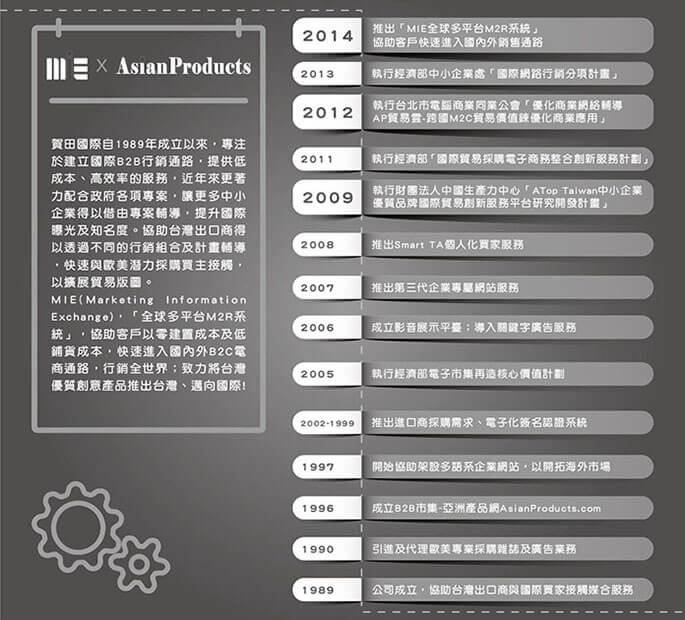 MiE × AsianProducts
賀田國際自1989年成立以來，專注
於建立國際B2B行銷通路，提供低
成本、高效率的服務，近年來更著
力配合政府各項專案，讓更多中小
企業得以借由專案輔導，提升國際
曝光及知名度。協助台灣出口商得
以透過不同的行銷組合及計畫輔導
，快速與歐美潛力採購買主接觸，
以擴展貿易版圖。
MIE(Marketing Information
Exchange)，「全球多平台M2R系
統」，協助客戶以零建置成本及低
鋪貨成本，快速進入國內外B2C電
商通路，行銷全世界；致力將台灣
優質創意產品推出台灣、邁向國際!
2014 推出「MIE全球多平台M2R系統」
協助客戶快速進入國內外銷售通路
2013 執行經濟部中小企業處「國際網路行銷分項計畫」
2012 執行台北市電腦商業同業公會「優化商業網絡輔導
AP貿易雲-跨國M2C貿易價值鍊優化商業應用」
2011 執行經濟部「國際貿易採購電子商務整合創新服務計劃」
2009 執行財團法人中國生產力中心「ATop Taiwan中小企業
優質品牌國際貿易創新服務平台研究開發計畫」
2008 推出Smart TA個人化買家服務
2007 推出第三代企業專屬網站服務
2006 成立影音展示平臺；導入關鍵字廣告服務
2005 執行經濟部電子市集再造核心價值計劃
2002-1999 推出進口商採購需求、電子化簽名認證系統
1997 開始協助架設多語系企業網站，以開拓海外市場
1996 成立B2B市集-亞洲產品網AsianProducts.com
1990 引進及代理歐美專業採購雜誌及廣告業務
1989 公司成立，協助台灣出口商與國際買家接觸媒合服務